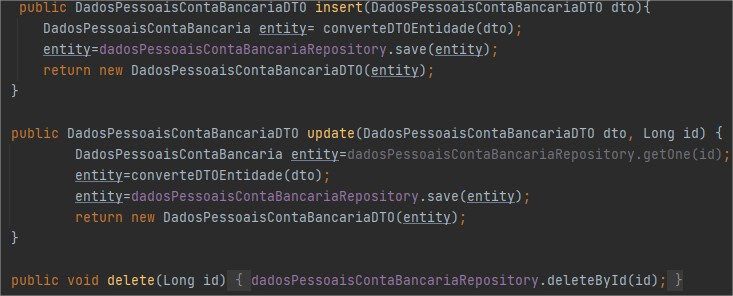 public DadosPessoaisContaBancariaDTO insert(DadosPessoaisContaBancariaDTO dto){
DadosPessoaisContaBancaria entity= converteDTOEntidade(dto);
entity=dadosPessoaisContaBancariaRepository.save(entity);
return new DadosPessoaisContaBancariaDTO(entity);
}
public DadosPessoaisContaBancariaDTO update(DadosPessoaisContaBancariaDTO dto, Long id) {
DadosPessoaisContaBancaria entity=dadosPessoaisContaBancariaRepository.getOne(id);
entity=converteDTOEntidade(dto);
entity=dadosPessoaisContaBancariaRepository.save(entity);
return new DadosPessoaisContaBancariaDTO(entity);
}
public void delete(Long id) { dadosPessoaisContaBancariaRepository.deleteById(id); }